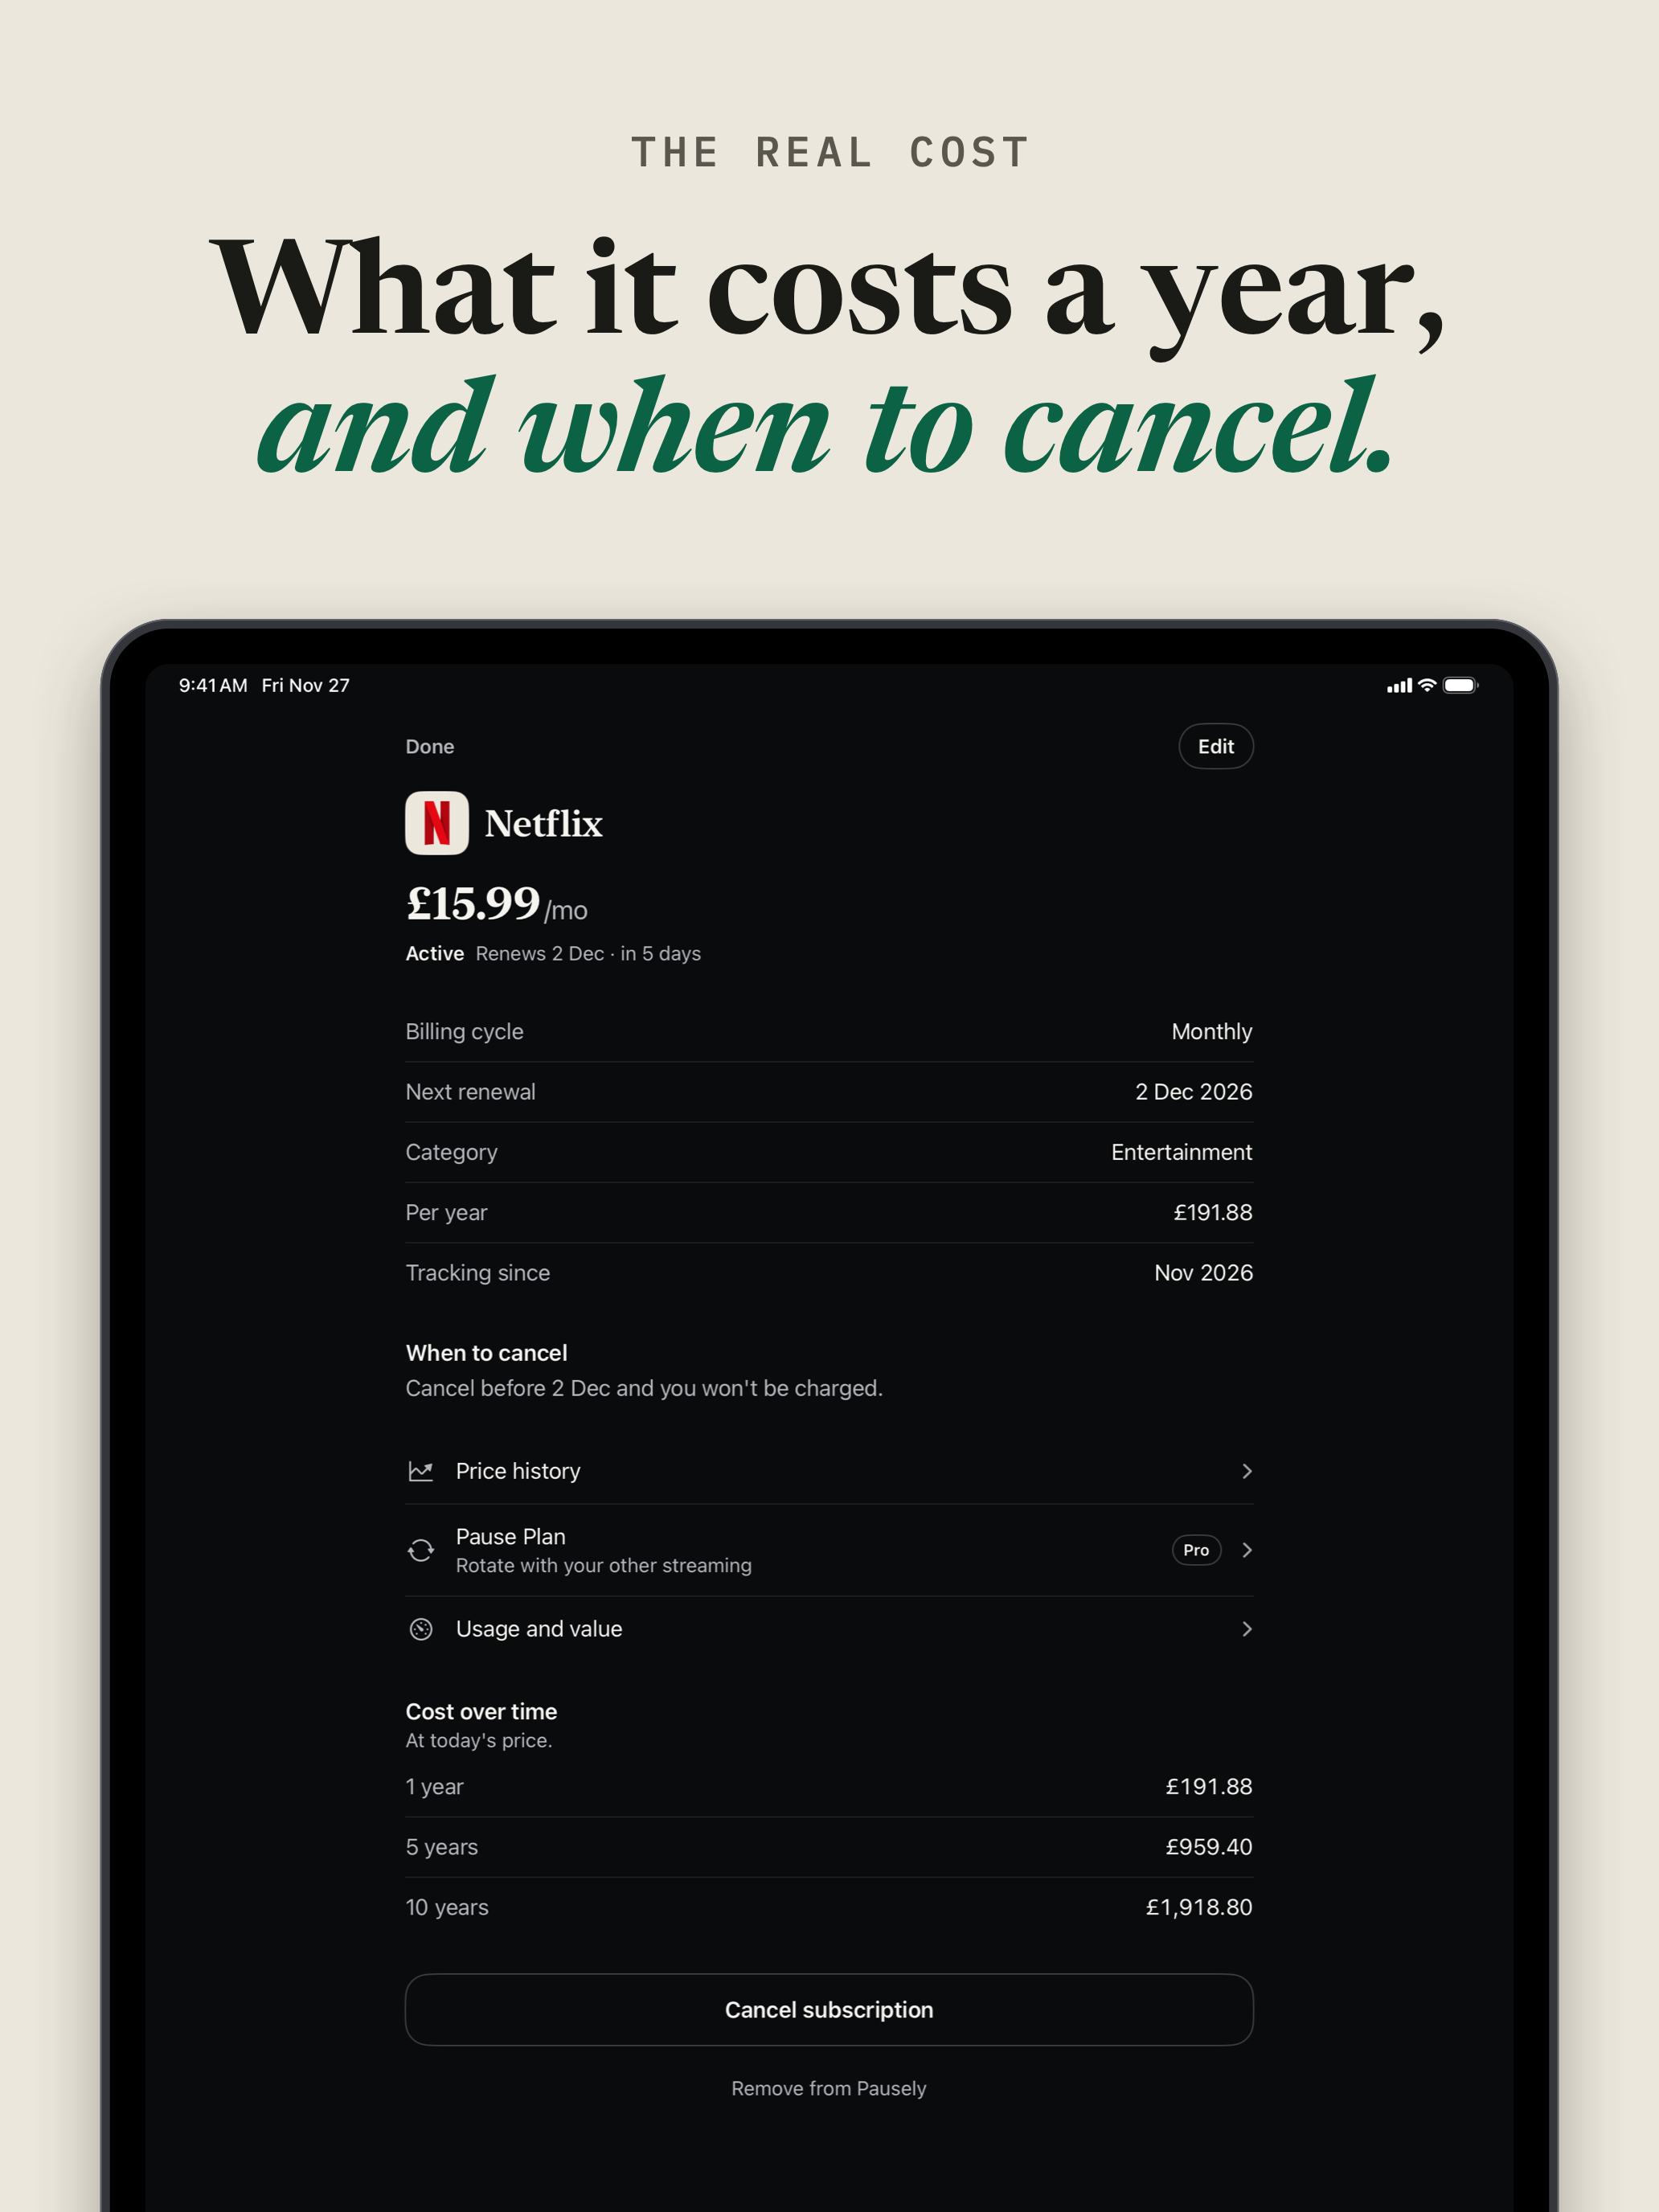 THE REAL COST
What it costs a year,
and when to cancel.
9:41 AM Fri Nov 27
Done
Edit
N
Netflix
£15.99/mo
Active Renews 2 Dec · in 5 days
Billing cycle Monthly
Next renewal 2 Dec 2026
Category Entertainment
Per year £191.88
Tracking since Nov 2026
When to cancel
Cancel before 2 Dec and you won't be charged.
Price history
Pause Plan
Rotate with your other streaming
Pro
Usage and value
Cost over time
At today's price.
1 year £191.88
5 years £959.40
10 years £1,918.80
Cancel subscription
Remove from Pausely